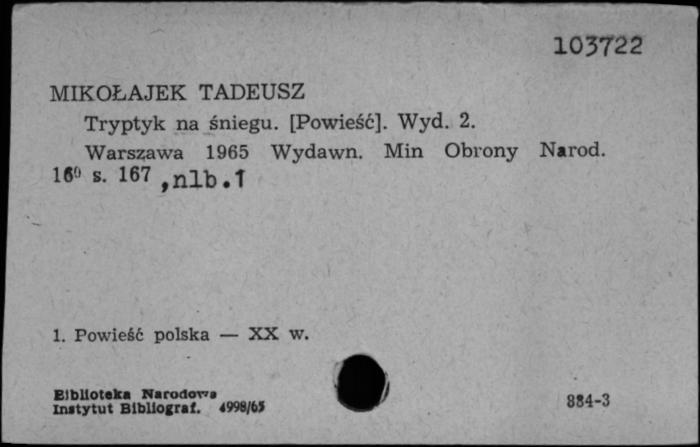 103722
MIKOŁAJEK TADEUSZ
Tryptyk na śniegu. [Powieść]. Wyd. 2.
Warszawa 1965 Wydawn. Min Obrony Narod.
16⁰ s. 167 ,nlb.1
1. Powieść polska — XX w.
Biblioteka Narodowa
Instytut Bibliograf. 4998/65
884-3